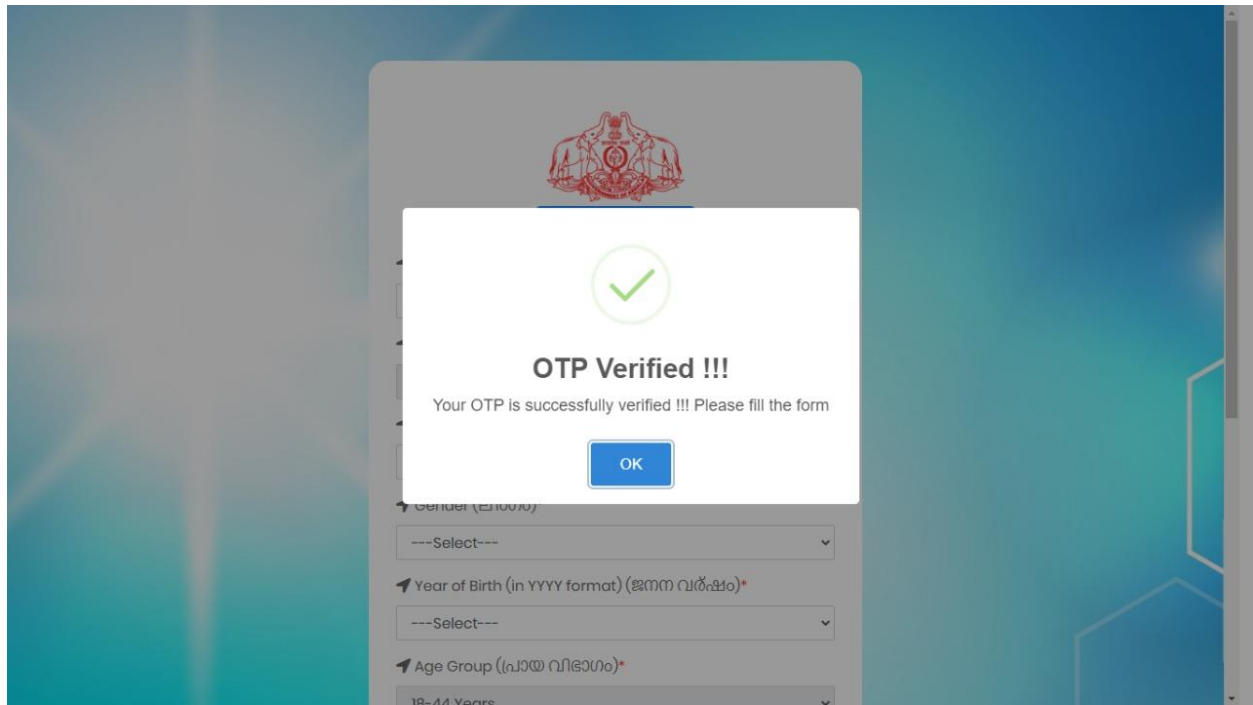 OTP Verified !!!
Your OTP is successfully verified !!! Please fill the form
OK
Gender (ലിംഗം)*
---Select---
Year of Birth (in YYYY format) (ജനന വർഷം)*
---Select---
Age Group (പ്രായ വിഭാഗം)*
18-44 Years